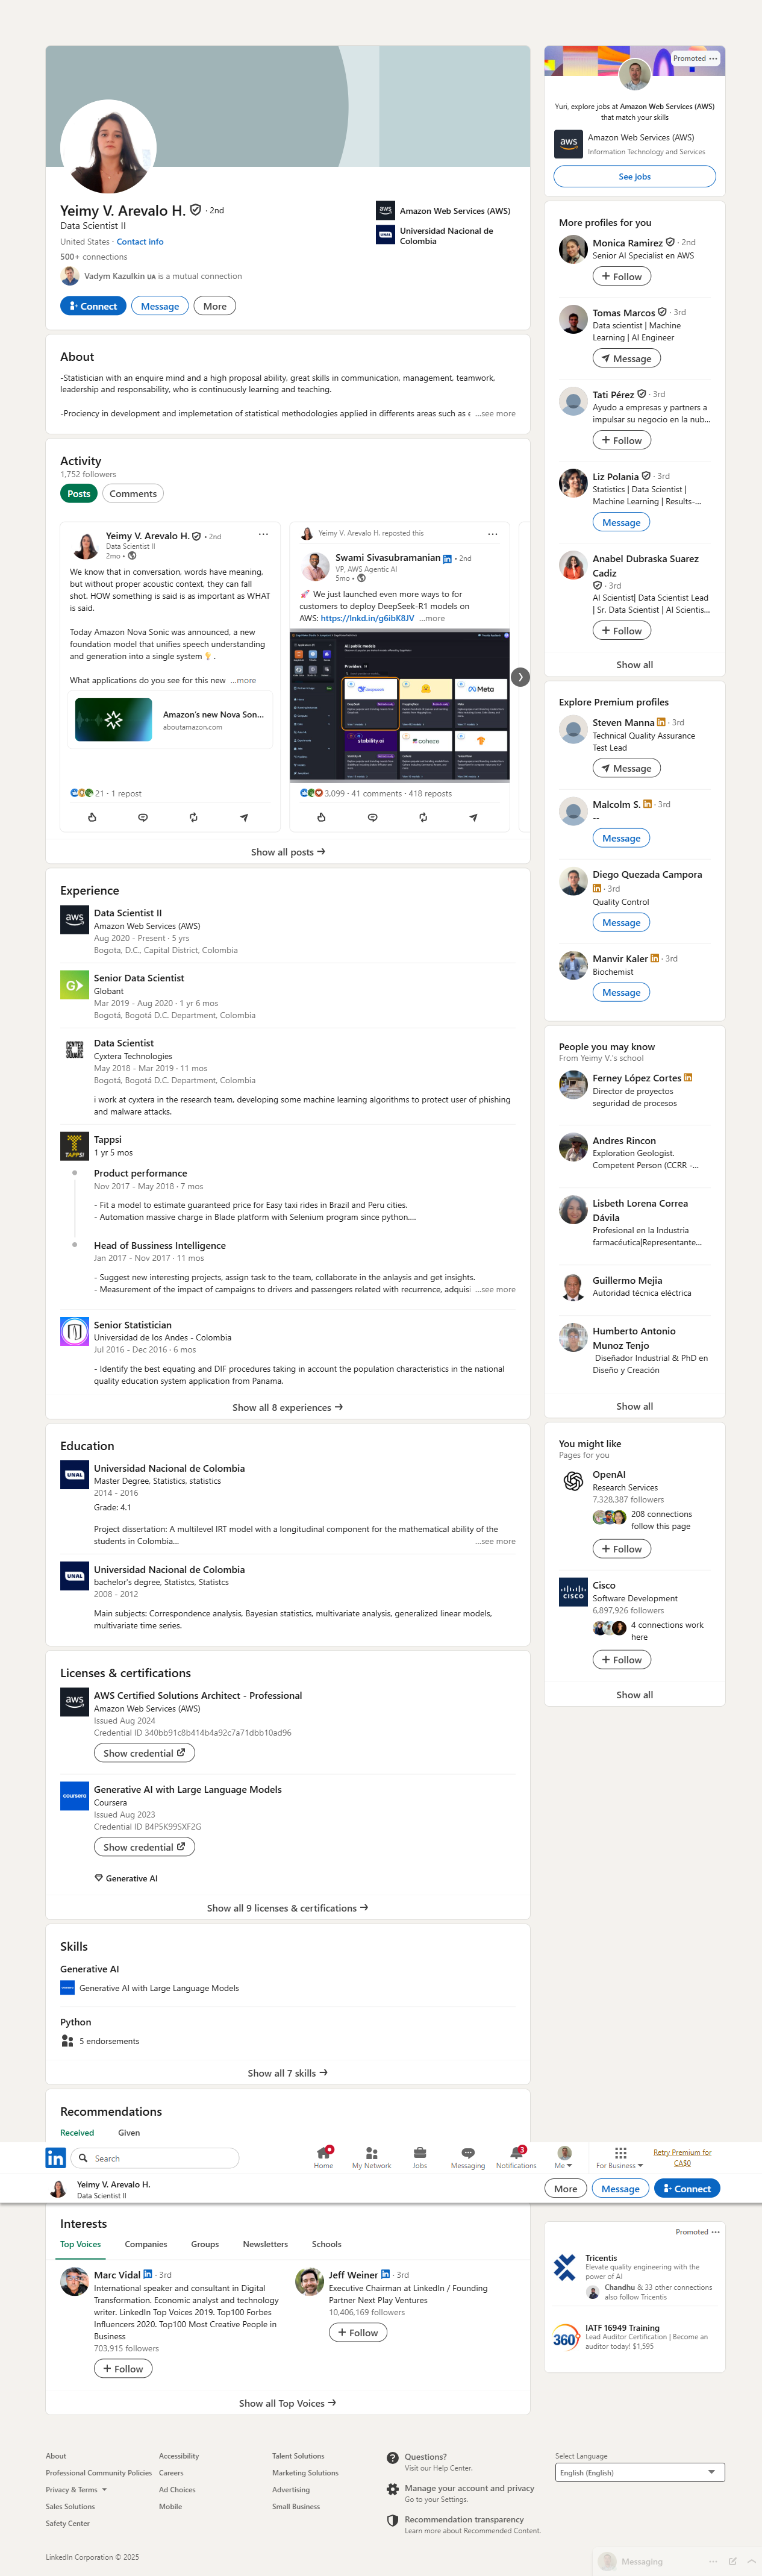 Promoted
Yuri, explore jobs at Amazon Web Services (AWS)
that match your skills
aws
Amazon Web Services (AWS)
Information Technology and Services
See jobs
Yeimy V. Arevalo H. · 2nd
Data Scientist II
United States · Contact info
500+ connections
Vadym Kazulkin UA is a mutual connection
Connect
Message
More
aws
Amazon Web Services (AWS)
UNAL
Universidad Nacional de
Colombia
About
-Statistician with an enquire mind and a high proposal ability, great skills in communication, management, teamwork,
leadership and responsability, who is continuously learning and teaching.
-Prociency in development and implemetation of statistical methodologies applied in differents areas such as e ...see more
Activity
1,752 followers
Posts
Comments
Yeimy V. Arevalo H. • 2nd
Data Scientist II
2mo •
We know that in conversation, words have meaning,
but without proper acoustic context, they can fall
shot. HOW something is said is as important as WHAT
is said.
Today Amazon Nova Sonic was announced, a new
foundation model that unifies speech understanding
and generation into a single system 💡.
What applications do you see for this new ...more
Amazon's new Nova Son...
aboutamazon.com
21 · 1 repost
Yeimy V. Arevalo H. reposted this
Swami Sivasubramanian • 2nd
VP, AWS Agentic AI
5mo •
🚀 We just launched even more ways to for
customers to deploy DeepSeek-R1 models on
AWS: https://lnkd.in/g6ibK8JV ...more
All public models
Providers
Meta
stability.ai
cohere
3,099 · 41 comments · 418 reposts
Show all posts →
Experience
aws
Data Scientist II
Amazon Web Services (AWS)
Aug 2020 - Present · 5 yrs
Bogota, D.C., Capital District, Colombia
Senior Data Scientist
Globant
Mar 2019 - Aug 2020 · 1 yr 6 mos
Bogotá, Bogotá D.C. Department, Colombia
CENTER
SQUARE
Data Scientist
Cyxtera Technologies
May 2018 - Mar 2019 · 11 mos
Bogotá, Bogotá D.C. Department, Colombia
i work at cyxtera in the research team, developing some machine learning algorithms to protect user of phishing
and malware attacks.
TAPPSI
Tappsi
1 yr 5 mos
Product performance
Nov 2017 - May 2018 · 7 mos
- Fit a model to estimate guaranteed price for Easy taxi rides in Brazil and Peru cities.
- Automation massive charge in Blade platform with Selenium program since python....
Head of Bussiness Intelligence
Jan 2017 - Nov 2017 · 11 mos
- Suggest new interesting projects, assign task to the team, collaborate in the anlaysis and get insights.
- Measurement of the impact of campaigns to drivers and passengers related with recurrence, adquisi ...see more
Senior Statistician
Universidad de los Andes - Colombia
Jul 2016 - Dec 2016 · 6 mos
- Identify the best equating and DIF procedures taking in account the population characteristics in the national
quality education system application from Panama.
Show all 8 experiences →
Education
UNAL
Universidad Nacional de Colombia
Master Degree, Statistics, statistics
2014 - 2016
Grade: 4.1
Project dissertation: A multilevel IRT model with a longitudinal component for the mathematical ability of the
students in Colombia...
...see more
UNAL
Universidad Nacional de Colombia
bachelor's degree, Statistcs, Statistcs
2008 - 2012
Main subjects: Correspondence analysis, Bayesian statistics, multivariate analysis, generalized linear models,
multivariate time series.
Licenses & certifications
aws
AWS Certified Solutions Architect - Professional
Amazon Web Services (AWS)
Issued Aug 2024
Credential ID 340bb91c8b414b4a92c7a71dbb10ad96
Show credential
coursera
Generative AI with Large Language Models
Coursera
Issued Aug 2023
Credential ID B4P5K99SXF2G
Show credential
Generative AI
Show all 9 licenses & certifications →
Skills
Generative AI
Generative AI with Large Language Models
Python
5 endorsements
Show all 7 skills →
Recommendations
Received
Given
More profiles for you
Monica Ramirez · 2nd
Senior AI Specialist en AWS
+ Follow
Tomas Marcos · 3rd
Data scientist | Machine
Learning | AI Engineer
Message
Tati Pérez · 3rd
Ayudo a empresas y partners a
impulsar su negocio en la nub...
+ Follow
Liz Polania · 3rd
Statistics | Data Scientist |
Machine Learning | Results-...
Message
Anabel Dubraska Suarez
Cadiz
· 3rd
AI Scientist| Data Scientist Lead
| Sr. Data Scientist | AI Scientis...
+ Follow
Show all
Explore Premium profiles
Steven Manna · 3rd
Technical Quality Assurance
Test Lead
Message
Malcolm S. · 3rd
--
Message
Diego Quezada Campora
· 3rd
Quality Control
Message
Manvir Kaler · 3rd
Biochemist
Message
People you may know
From Yeimy V.'s school
Ferney López Cortes
Director de proyectos
seguridad de procesos
Andres Rincon
Exploration Geologist.
Competent Person (CCRR -...
Lisbeth Lorena Correa
Dávila
Profesional en la Industria
farmacéutica|Representante...
Guillermo Mejia
Autoridad técnica eléctrica
Humberto Antonio
Munoz Tenjo
Diseñador Industrial & PhD en
Diseño y Creación
Show all
You might like
Pages for you
OpenAI
Research Services
7,328,387 followers
208 connections
follow this page
+ Follow
CISCO
Cisco
Software Development
6,897,926 followers
4 connections work
here
+ Follow
Show all
in
Search
Home
My Network
Jobs
Messaging
3
Notifications
Me
For Business
Retry Premium for
CA$0
Yeimy V. Arevalo H.
Data Scientist II
More
Message
Connect
Interests
Top Voices
Companies
Groups
Newsletters
Schools
Marc Vidal · 3rd
International speaker and consultant in Digital
Transformation. Economic analyst and technology
writer. LinkedIn Top Voices 2019. Top100 Forbes
Influencers 2020. Top100 Most Creative People in
Business
703,915 followers
+ Follow
Jeff Weiner · 3rd
Executive Chairman at LinkedIn / Founding
Partner Next Play Ventures
10,406,169 followers
+ Follow
Show all Top Voices →
Promoted
Tricentis
Elevate quality engineering with the
power of AI
Chandhu & 33 other connections
also follow Tricentis
360
IATF 16949 Training
Lead Auditor Certification | Become an
auditor today! $1,595
About
Accessibility
Talent Solutions
Professional Community Policies
Careers
Marketing Solutions
Privacy & Terms
Ad Choices
Advertising
Sales Solutions
Mobile
Small Business
Safety Center
Questions?
Visit our Help Center.
Manage your account and privacy
Go to your Settings.
Recommendation transparency
Learn more about Recommended Content.
Select Language
English (English)
LinkedIn Corporation © 2025
Messaging